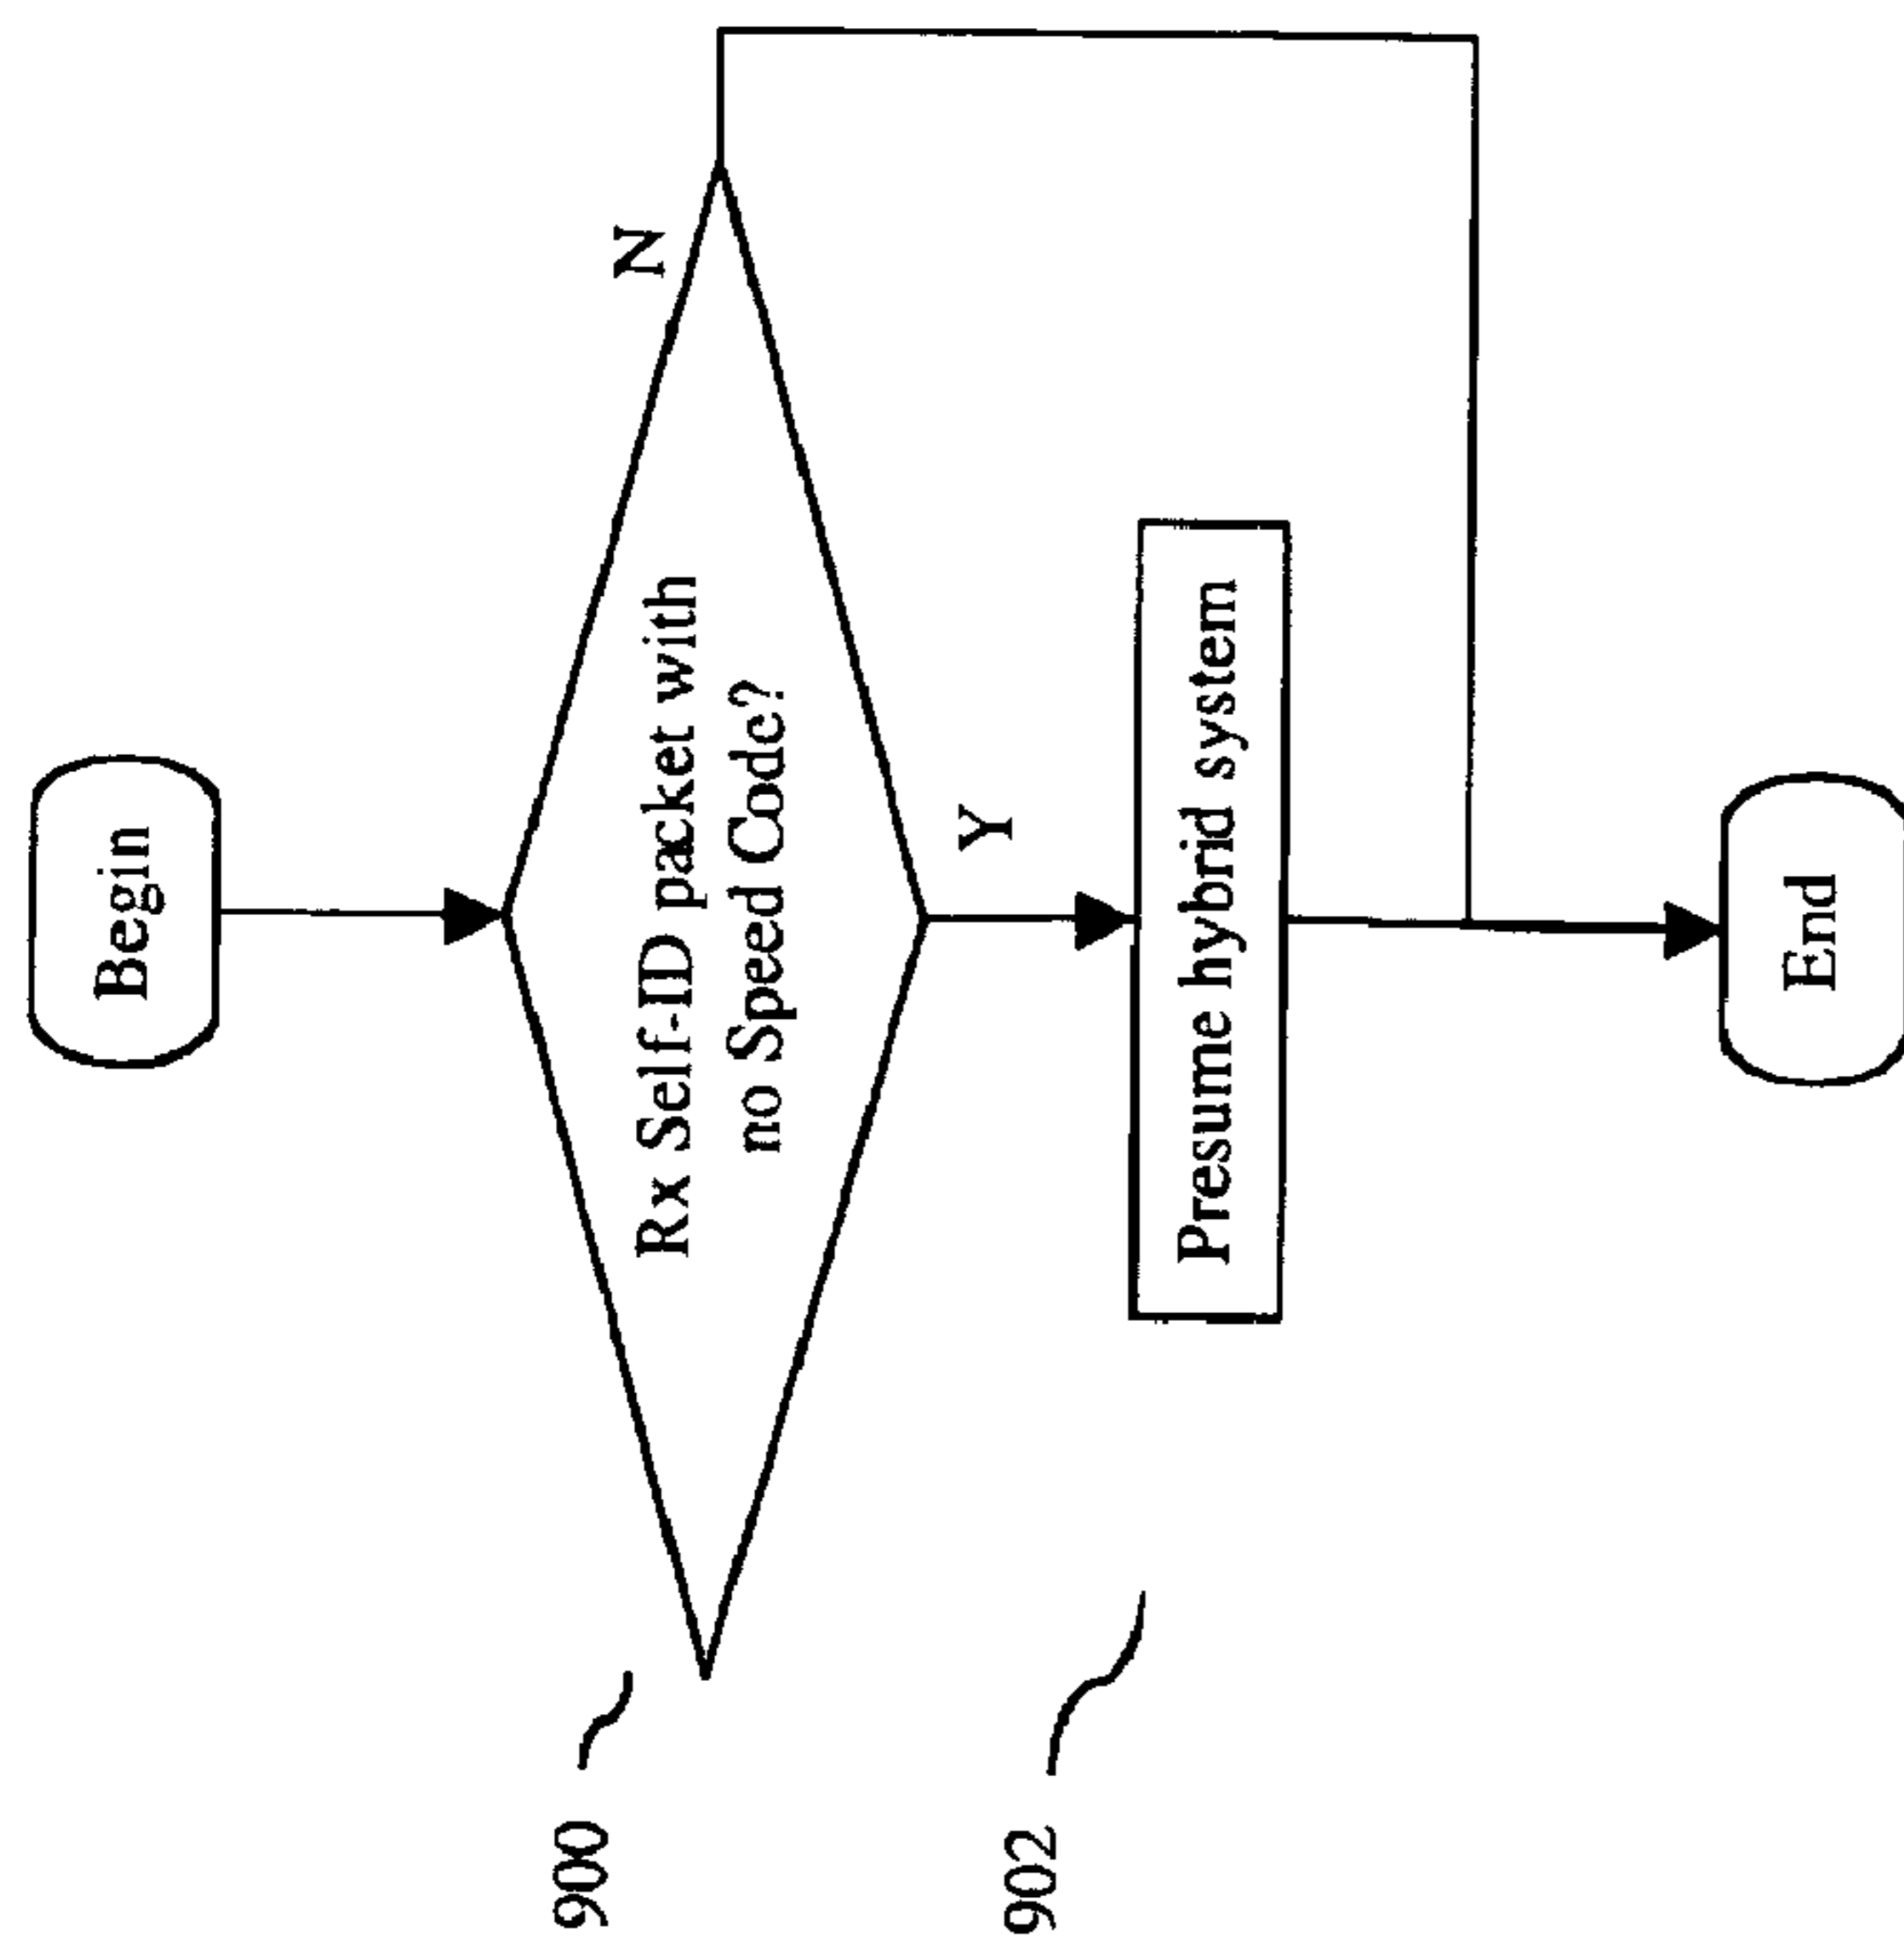 Begin
900
Rx Self-ID packet with
no Speed Code?
N
Y
902
Presume hybrid system
End